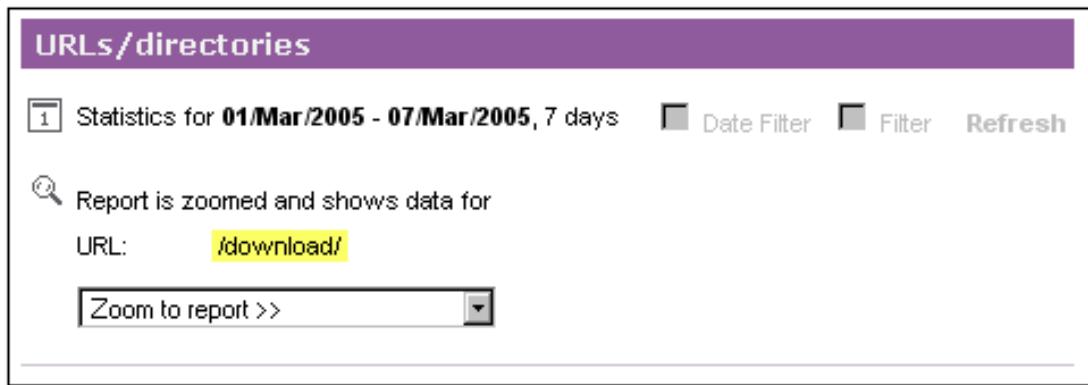 URLs/directories
1 Statistics for 01/Mar/2005 - 07/Mar/2005, 7 days Date Filter Filter Refresh
Report is zoomed and shows data for
URL: /download/
Zoom to report >>